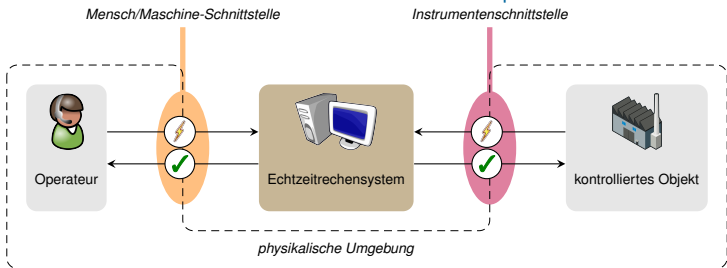 Mensch/Maschine-Schnittstelle
Instrumentenschnittstelle
Operateur
Echtzeitrechensystem
kontrolliertes Objekt
physikalische Umgebung